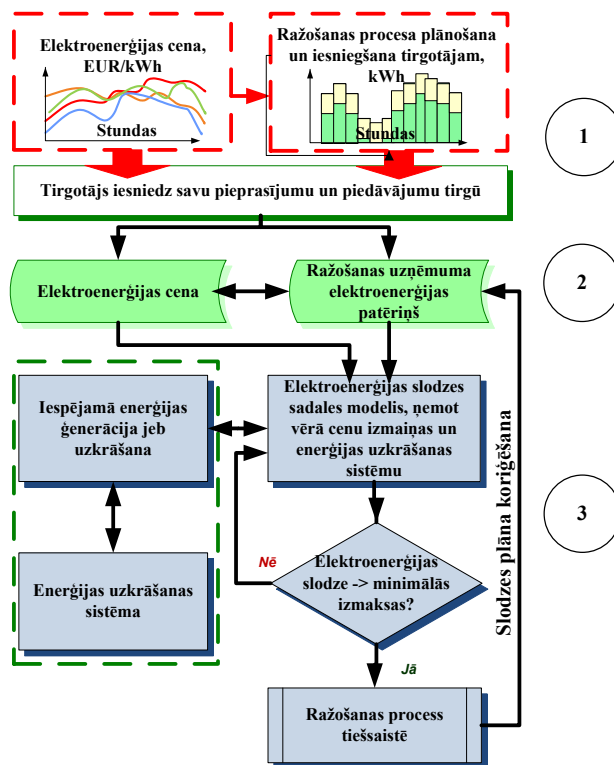 Elektroenerģijas cena,
EUR/kWh
Stundas
Ražošanas procesa plānošana
un iesniegšana tirgotājam,
kWh
Stundas
1
Tirgotājs iesniedz savu pieprasījumu un piedāvājumu tirgū
2
Elektroenerģijas cena
Ražošanas uzņēmuma
elektroenerģijas
patēriņš
Iespējamā enerģijas
ģenerācija jeb
uzkrāšana
Elektroenerģijas slodzes
sadales modelis, ņemot
vērā cenu izmaiņas un
enerģijas uzkrāšanas
sistēmu
Slodzes plāna koriģēšana
3
Nē
Elektroenerģijas
slodze -> minimālās
izmaksas?
Enerģijas uzkrāšanas
sistēma
Jā
Ražošanas process
tiešsaistē